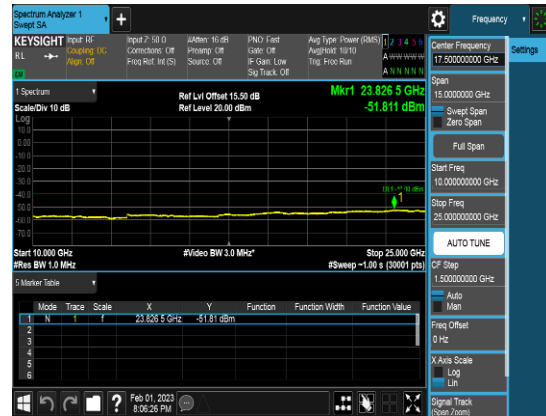 Spectrum Analyzer 1
Swept SA
+
Frequency
KEYSIGHT
RL
Input: RF
Coupling: DC
Align: Off
Input Z: 50 Ω
Corrections: Off
Freq Ref: Int (S)
#Atten: 16 dB
Preamp: Off
Source: Off
PNO: Fast
Gate: Off
IF Gain: Low
Sig Track: Off
Avg Type: Power (RMS)
Avg|Hold: 10/10
Trig: Free Run
1 2 3 4 5 6
A W W W W W
A N N N N N
Center Frequency
17.500000000 GHz
Settings
Span
15.0000000 GHz
Swept Span
Zero Span
Full Span
Start Freq
10.000000000 GHz
Stop Freq
25.000000000 GHz
AUTO TUNE
CF Step
1.500000000 GHz
Auto
Man
Freq Offset
0 Hz
X Axis Scale
Log
Lin
Signal Track
(Span Zoom)
1 Spectrum
Scale/Div 10 dB
Ref Lvl Offset 15.50 dB
Ref Level 20.00 dBm
Mkr1 23.826 5 GHz
-51.811 dBm
Log
10.0
0.00
-10.0
-20.0
-30.0
-40.0
-50.0
-60.0
-70.0
1
Start 10.000 GHz
#Res BW 1.0 MHz
#Video BW 3.0 MHz*
Stop 25.000 GHz
#Sweep ~1.00 s (30001 pts)
5 Marker Table
Mode Trace Scale X Y Function Function Width Function Value
1 N 1 f 23.826 5 GHz -51.81 dBm
2
3
4
5
6
?
Feb 01, 2023
8:06:26 PM